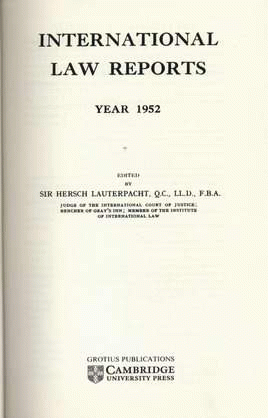 INTERNATIONAL
LAW REPORTS
YEAR 1952
EDITED
BY
SIR HERSCH LAUTERPACHT, Q.C., LL.D., F.B.A.
JUDGE OF THE INTERNATIONAL COURT OF JUSTICE;
BENCHER OF GRAY'S INN; MEMBER OF THE INSTITUTE
OF INTERNATIONAL LAW
GROTIUS PUBLICATIONS
CAMBRIDGE
UNIVERSITY PRESS